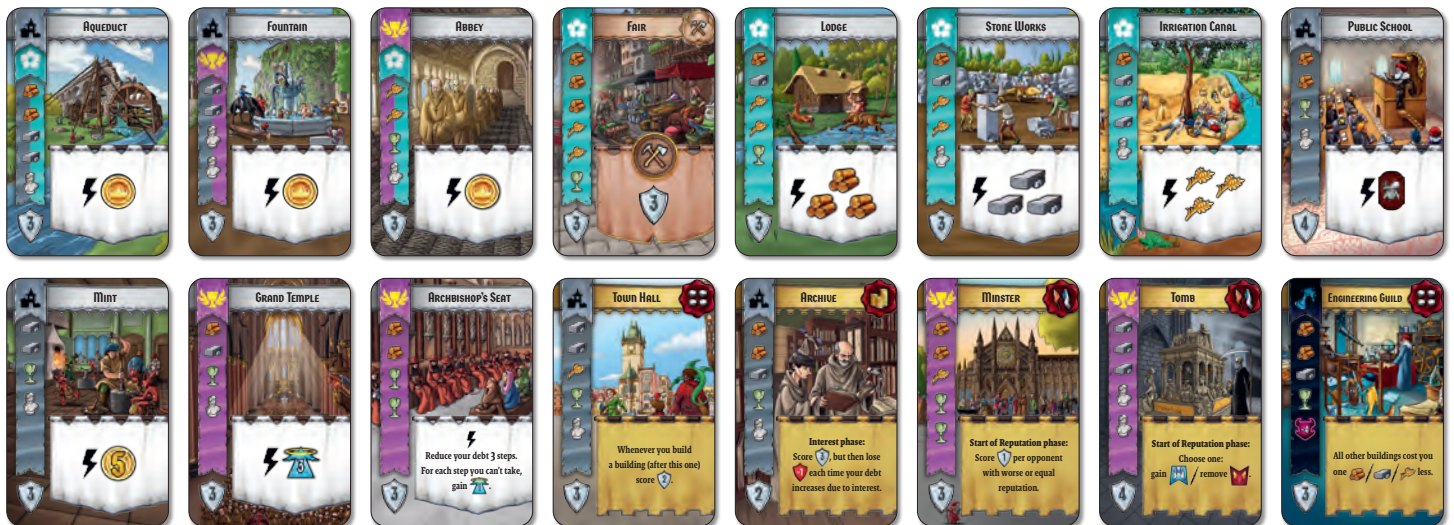 Aqueduct
3
Fountain
3
Abbey
3
Fair
3
3
Lodge
3
Stone Works
3
Irrigation Canal
3
Public School
4
Mint
5
3
Grand Temple
3
3
Archbishop's Seat
Reduce your debt 3 steps.
For each step you can't take,
gain .
3
Town Hall
Whenever you build
a building (after this one)
score 2.
3
Archive
Interest phase:
Score 3, but then lose
-1 each time your debt
increases due to interest.
2
Minster
Start of Reputation phase:
Score 1 per opponent
with worse or equal
reputation.
3
Tomb
Start of Reputation phase:
Choose one:
gain / remove .
4
Engineering Guild
All other buildings cost you
one / / less.
3